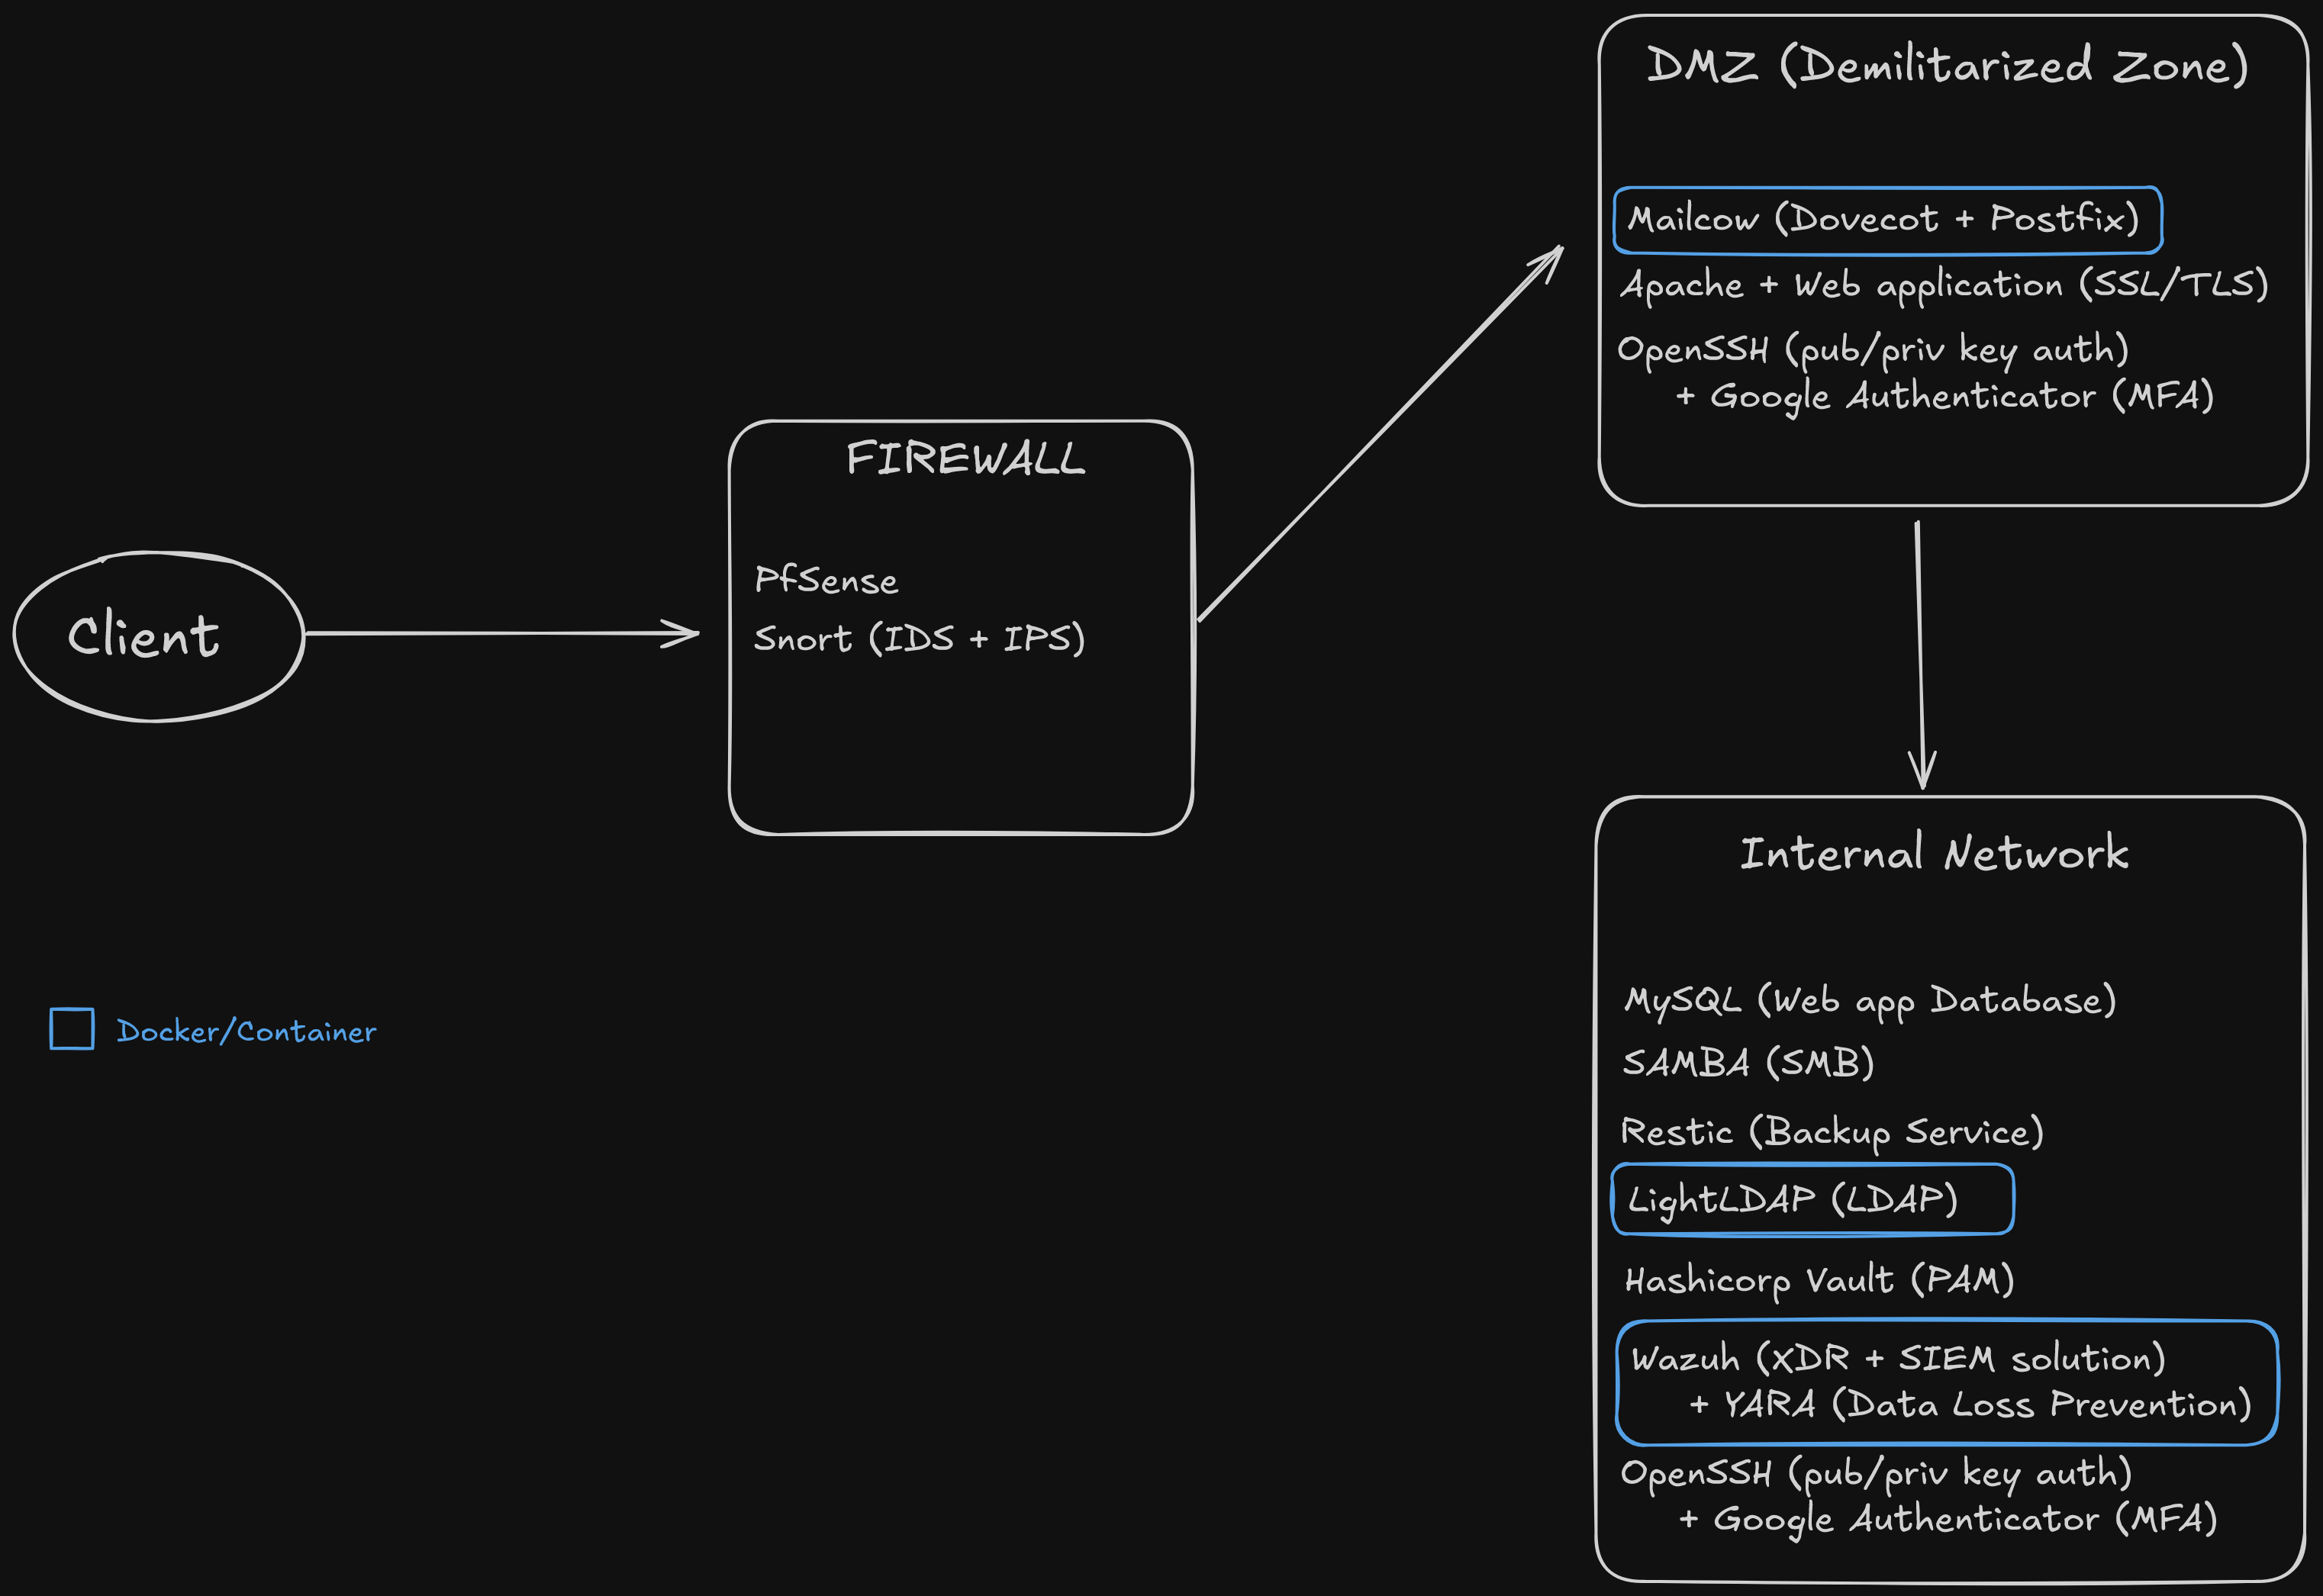 DMZ (Demilitarized Zone)
Mailcow (Dovecot + Postfix)
Apache + Web application (SSL/TLS)
OpenSSH (pub/priv key auth)
+ Google Authenticator (MFA)
FIREWALL
PfSense
Snort (IDS + IPS)
Client
Internal Network
MySQL (Web app Database)
SAMBA (SMB)
Restic (Backup Service)
LightLDAP (LDAP)
Hashicorp Vault (PAM)
Wazuh (XDR + SIEM solution)
+ YARA (Data Loss Prevention)
OpenSSH (pub/priv key auth)
+ Google Authenticator (MFA)
Docker/Container